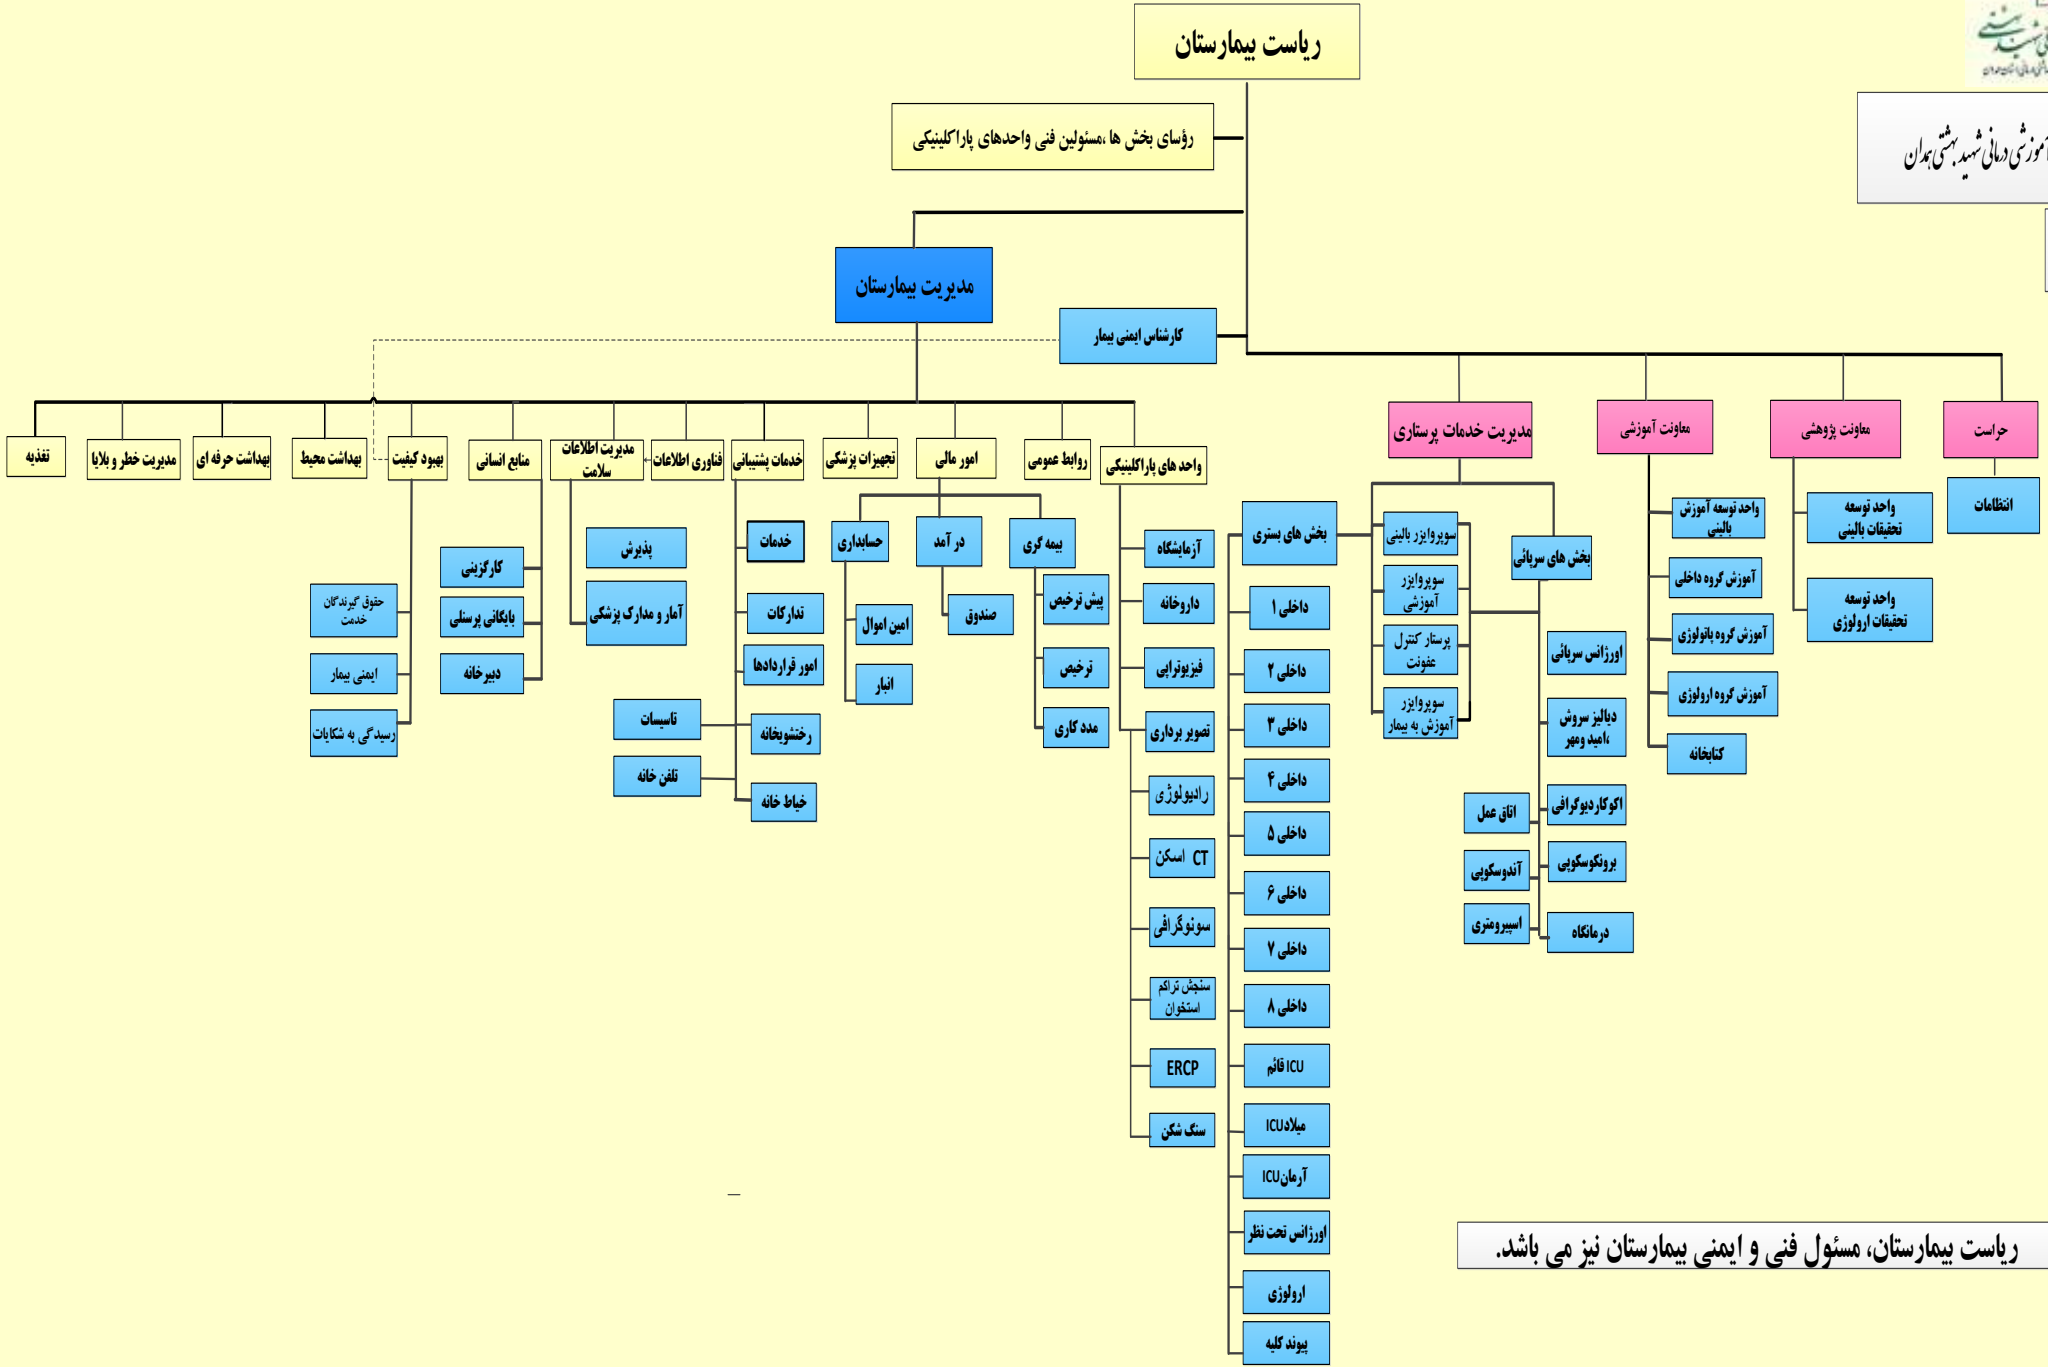 ریاست بیمارستان
رؤسای بخش ها ،مسئولین فنی واحدهای پاراکلینیکی
آموزشی درمانی شهید بهشتی همدان
مدیریت بیمارستان
کارشناس ایمنی بیمار
حراست
معاونت پژوهشی
معاونت آموزشی
مدیریت خدمات پرستاری
واحد های پاراکلینیکی
روابط عمومی
امور مالی
تجهیزات پزشکی
خدمات پشتیبانی
فناوری اطلاعات
مدیریت اطلاعات
سلامت
منابع انسانی
بهبود کیفیت
بهداشت محیط
بهداشت حرفه ای
مدیریت خطر و بلایا
تغذیه
انتظامات
واحد توسعه
تحقیقات بالینی
واحد توسعه
تحقیقات ارولوژی
واحد توسعه آموزش
بالینی
آموزش گروه داخلی
آموزش گروه پاتولوژی
آموزش گروه ارولوژی
کتابخانه
بخش های سرپائی
اورژانس سرپائی
دیالیز سروش
،امید ومهر
اکوکاردیوگرافی
برونکوسکوپی
درمانگاه
اتاق عمل
آندوسکوپی
اسپیرومتری
سوپروایزر بالینی
سوپروایزر
آموزشی
پرستار کنترل
عفونت
سوپروایزر
آموزش به بیمار
بخش های بستری
داخلی ۱
داخلی ۲
داخلی ۳
داخلی ۴
داخلی ۵
داخلی ۶
داخلی ۷
داخلی ۸
ICU قائم
میلادICU
آرمانICU
اورژانس تحت نظر
ارولوژی
پیوند کلیه
آزمایشگاه
داروخانه
فیزیوتراپی
تصویر برداری
رادیولوژی
CT اسکن
سونوگرافی
سنجش تراکم
استخوان
ERCP
سنگ شکن
بیمه گری
پیش ترخیص
ترخیص
مدد کاری
در آمد
صندوق
حسابداری
امین اموال
انبار
خدمات
تدارکات
امور قراردادها
رختشویخانه
خیاط خانه
تاسیسات
تلفن خانه
پذیرش
آمار و مدارک پزشکی
کارگزینی
بایگانی پرسنلی
دبیرخانه
حقوق گیرندگان
خدمت
ایمنی بیمار
رسیدگی به شکایات
ریاست بیمارستان، مسئول فنی و ایمنی بیمارستان نیز می باشد.